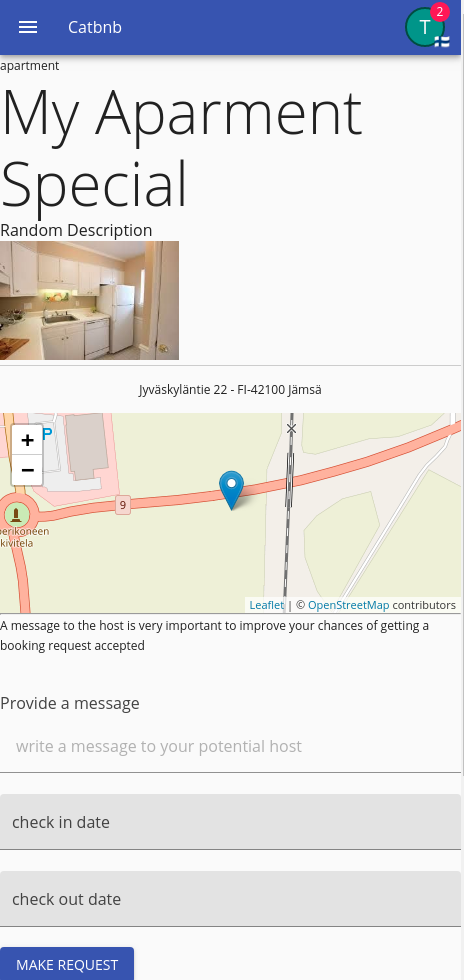 Catbnb
T
2
apartment
My Aparment
Special
Random Description
Jyväskyläntie 22 - FI-42100 Jämsä
+
−
P
9
kivitela
Leaflet | © OpenStreetMap contributors
A message to the host is very important to improve your chances of getting a
booking request accepted
Provide a message
write a message to your potential host
check in date
check out date
MAKE REQUEST